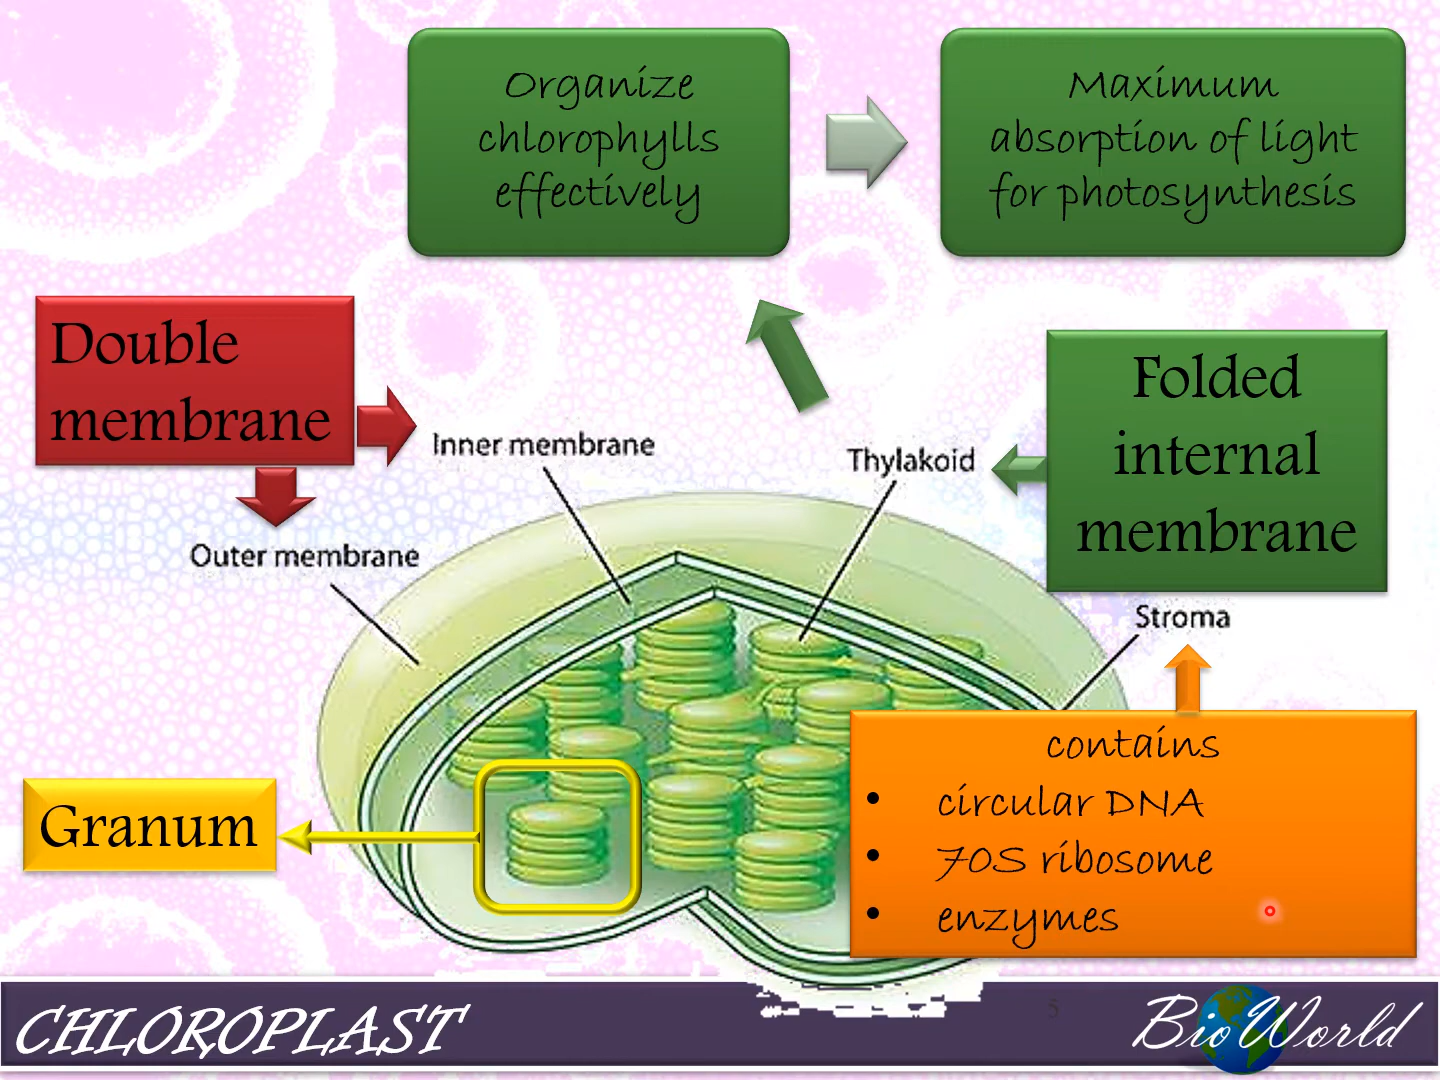 Organize
chlorophylls
effectively
Maximum
absorption of light
for photosynthesis
Double
membrane
Folded
internal
membrane
Inner membrane
Thylakoid
Outer membrane
Stroma
contains
• circular DNA
• 70S ribosome
• enzymes
Granum
CHLOROPLAST
5
BioWorld